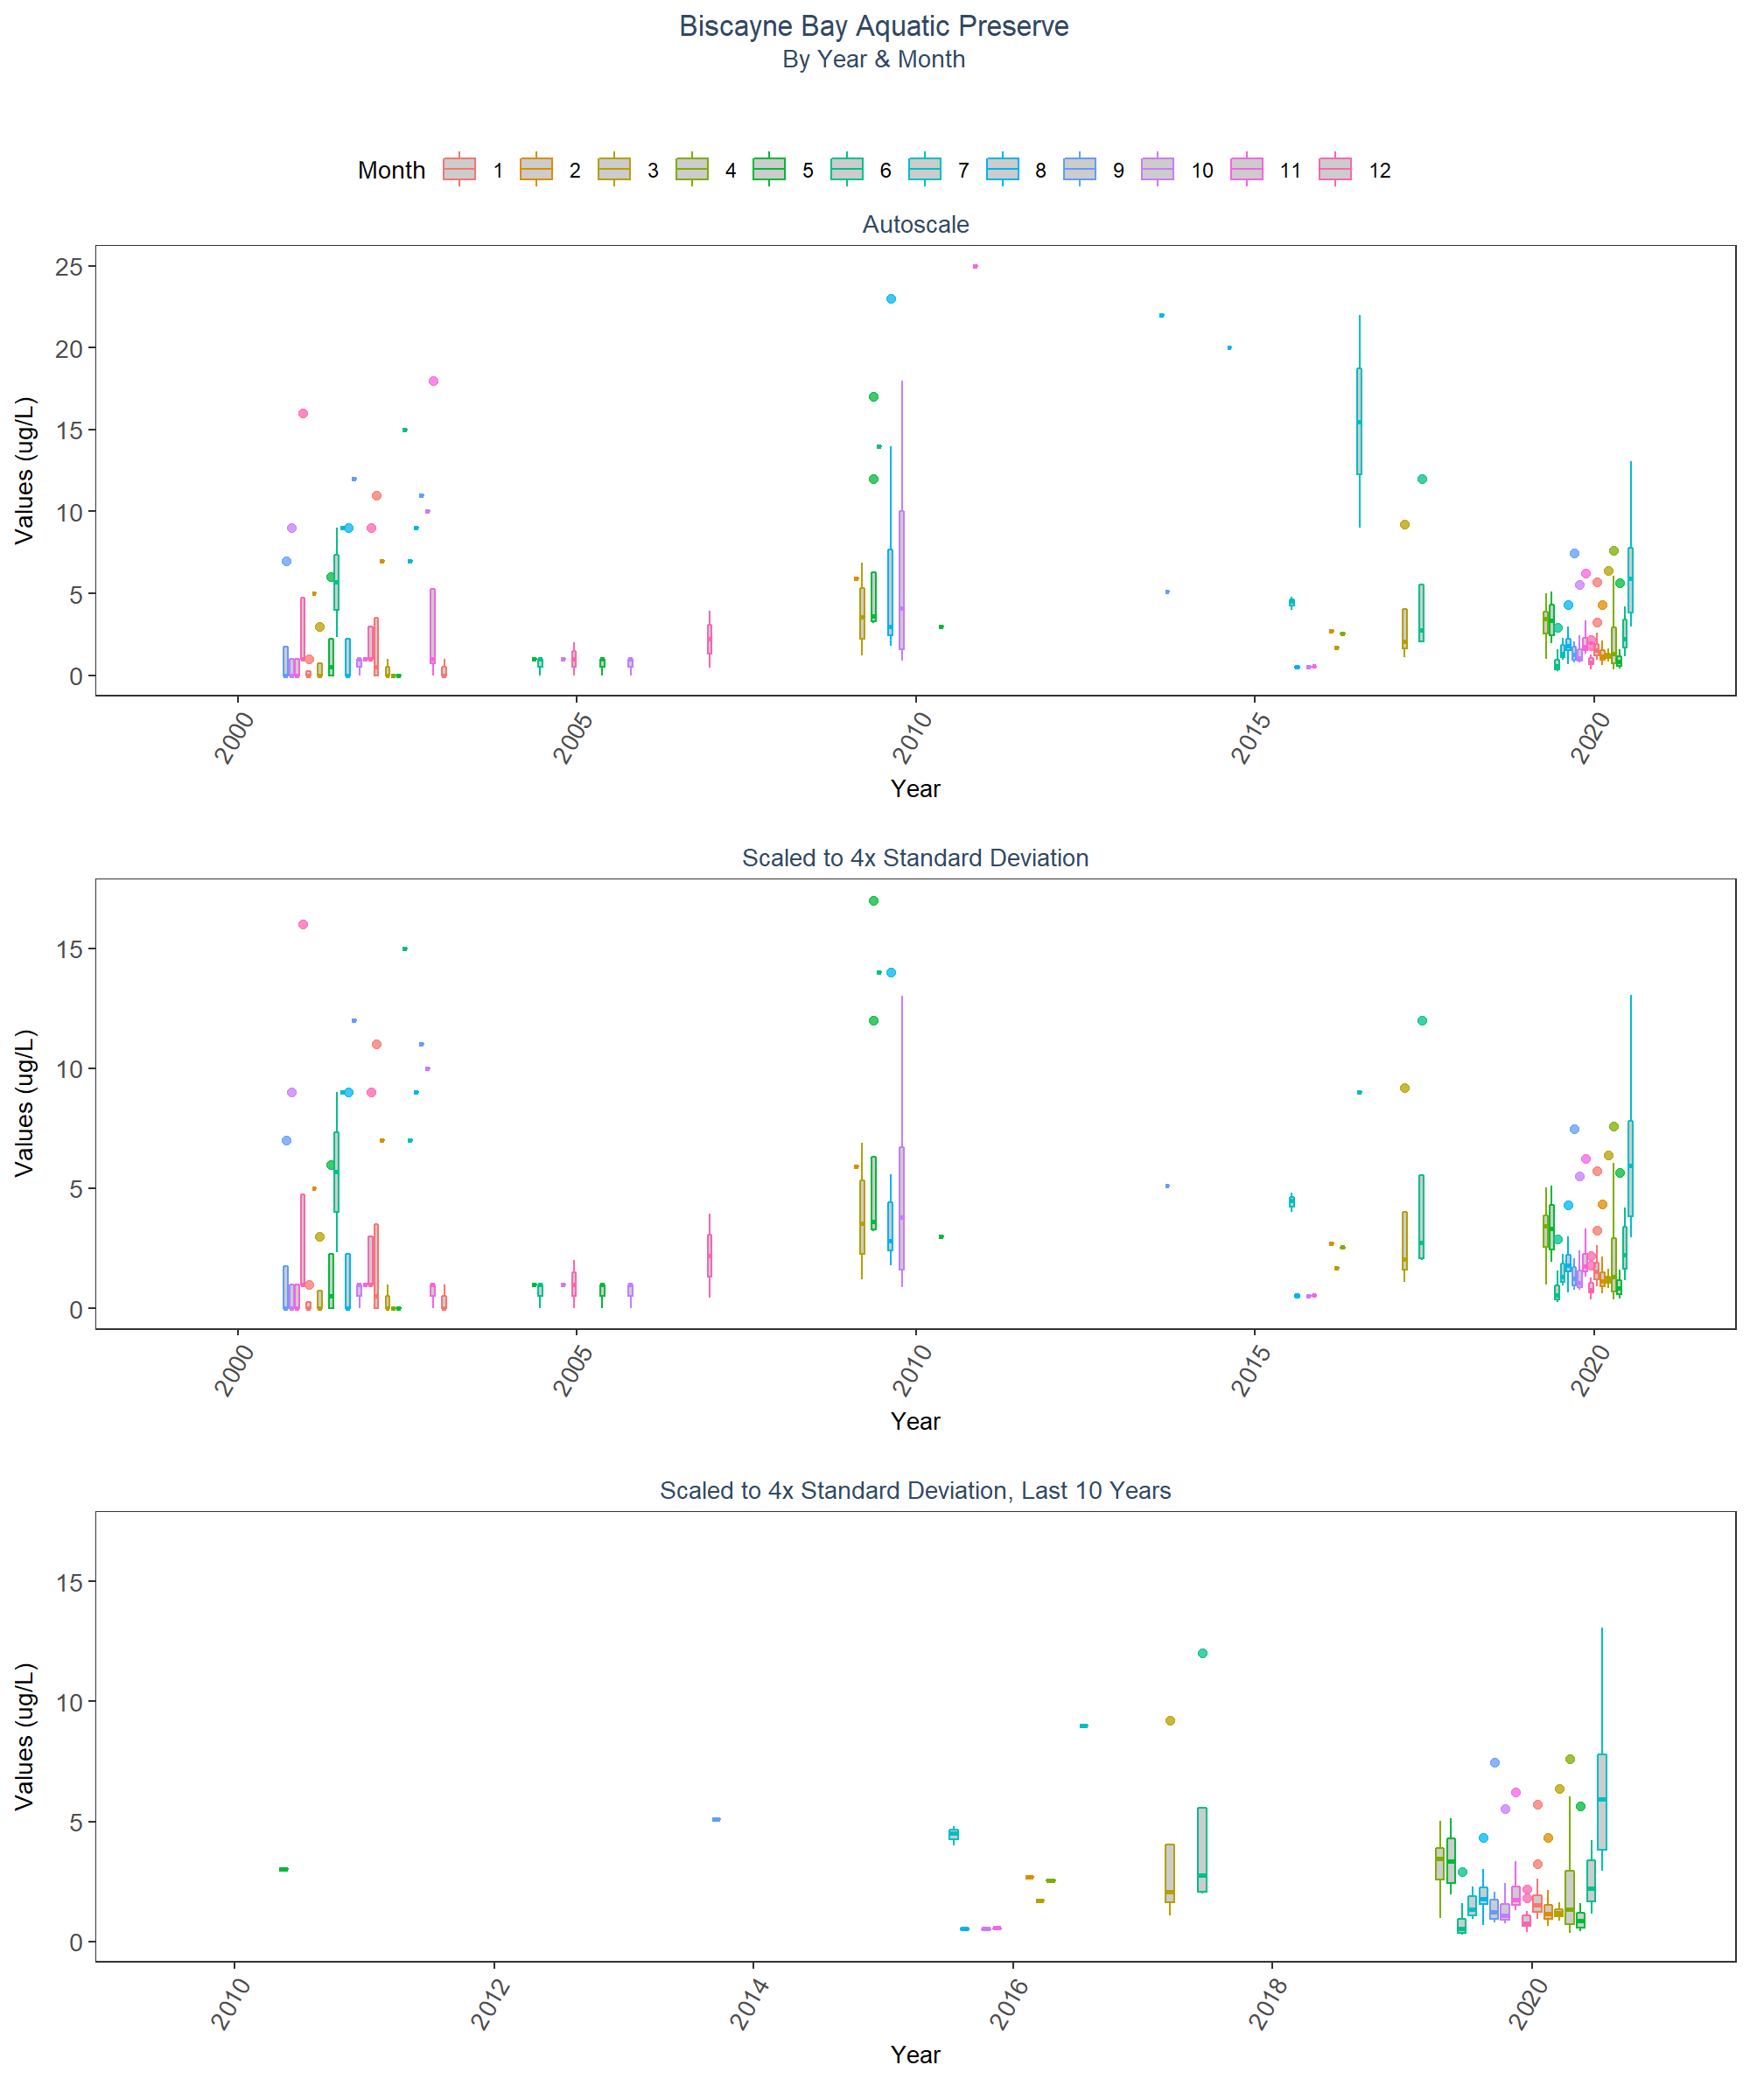 Biscayne Bay Aquatic Preserve
By Year & Month
Month 1 2 3 4 5 6 7 8 9 10 11 12
Autoscale
Values (ug/L)
25
20
15
10
5
0
2000 2005 2010 2015 2020
Year
Scaled to 4x Standard Deviation
Values (ug/L)
15
10
5
0
2000 2005 2010 2015 2020
Year
Scaled to 4x Standard Deviation, Last 10 Years
Values (ug/L)
15
10
5
0
2010 2012 2014 2016 2018 2020
Year